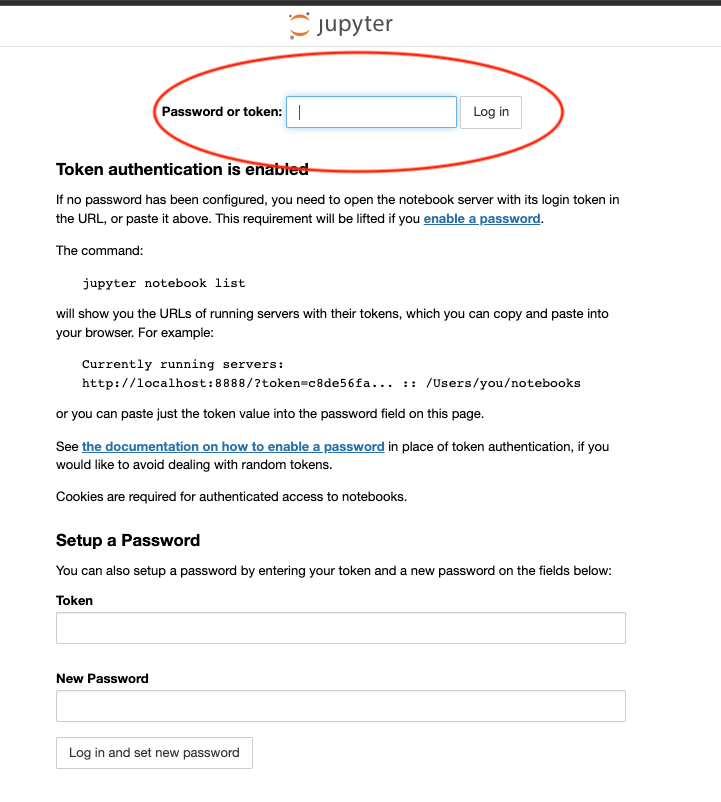 jupyter
Password or token: Log in
Token authentication is enabled
If no password has been configured, you need to open the notebook server with its login token in
the URL, or paste it above. This requirement will be lifted if you enable a password.
The command:
jupyter notebook list
will show you the URLs of running servers with their tokens, which you can copy and paste into
your browser. For example:
Currently running servers:
http://localhost:8888/?token=c8de56fa... :: /Users/you/notebooks
or you can paste just the token value into the password field on this page.
See the documentation on how to enable a password in place of token authentication, if you
would like to avoid dealing with random tokens.
Cookies are required for authenticated access to notebooks.
Setup a Password
You can also setup a password by entering your token and a new password on the fields below:
Token
New Password
Log in and set new password